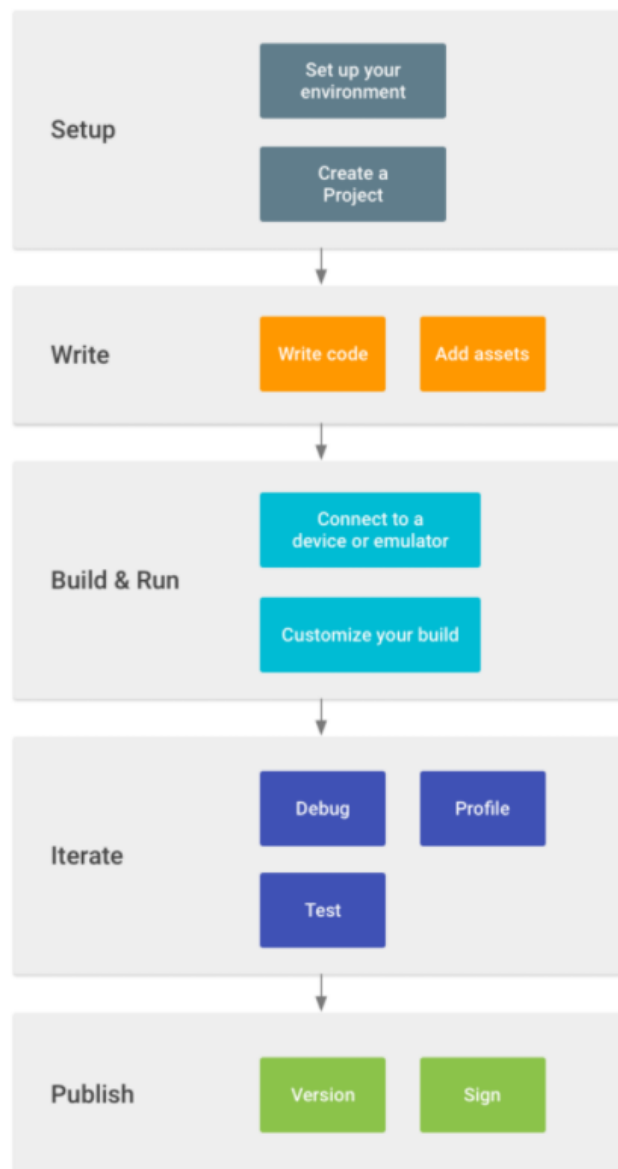 Setup
Set up your
environment
Create a
Project
Write
Write code
Add assets
Build & Run
Connect to a
device or emulator
Customize your build
Iterate
Debug
Profile
Test
Publish
Version
Sign